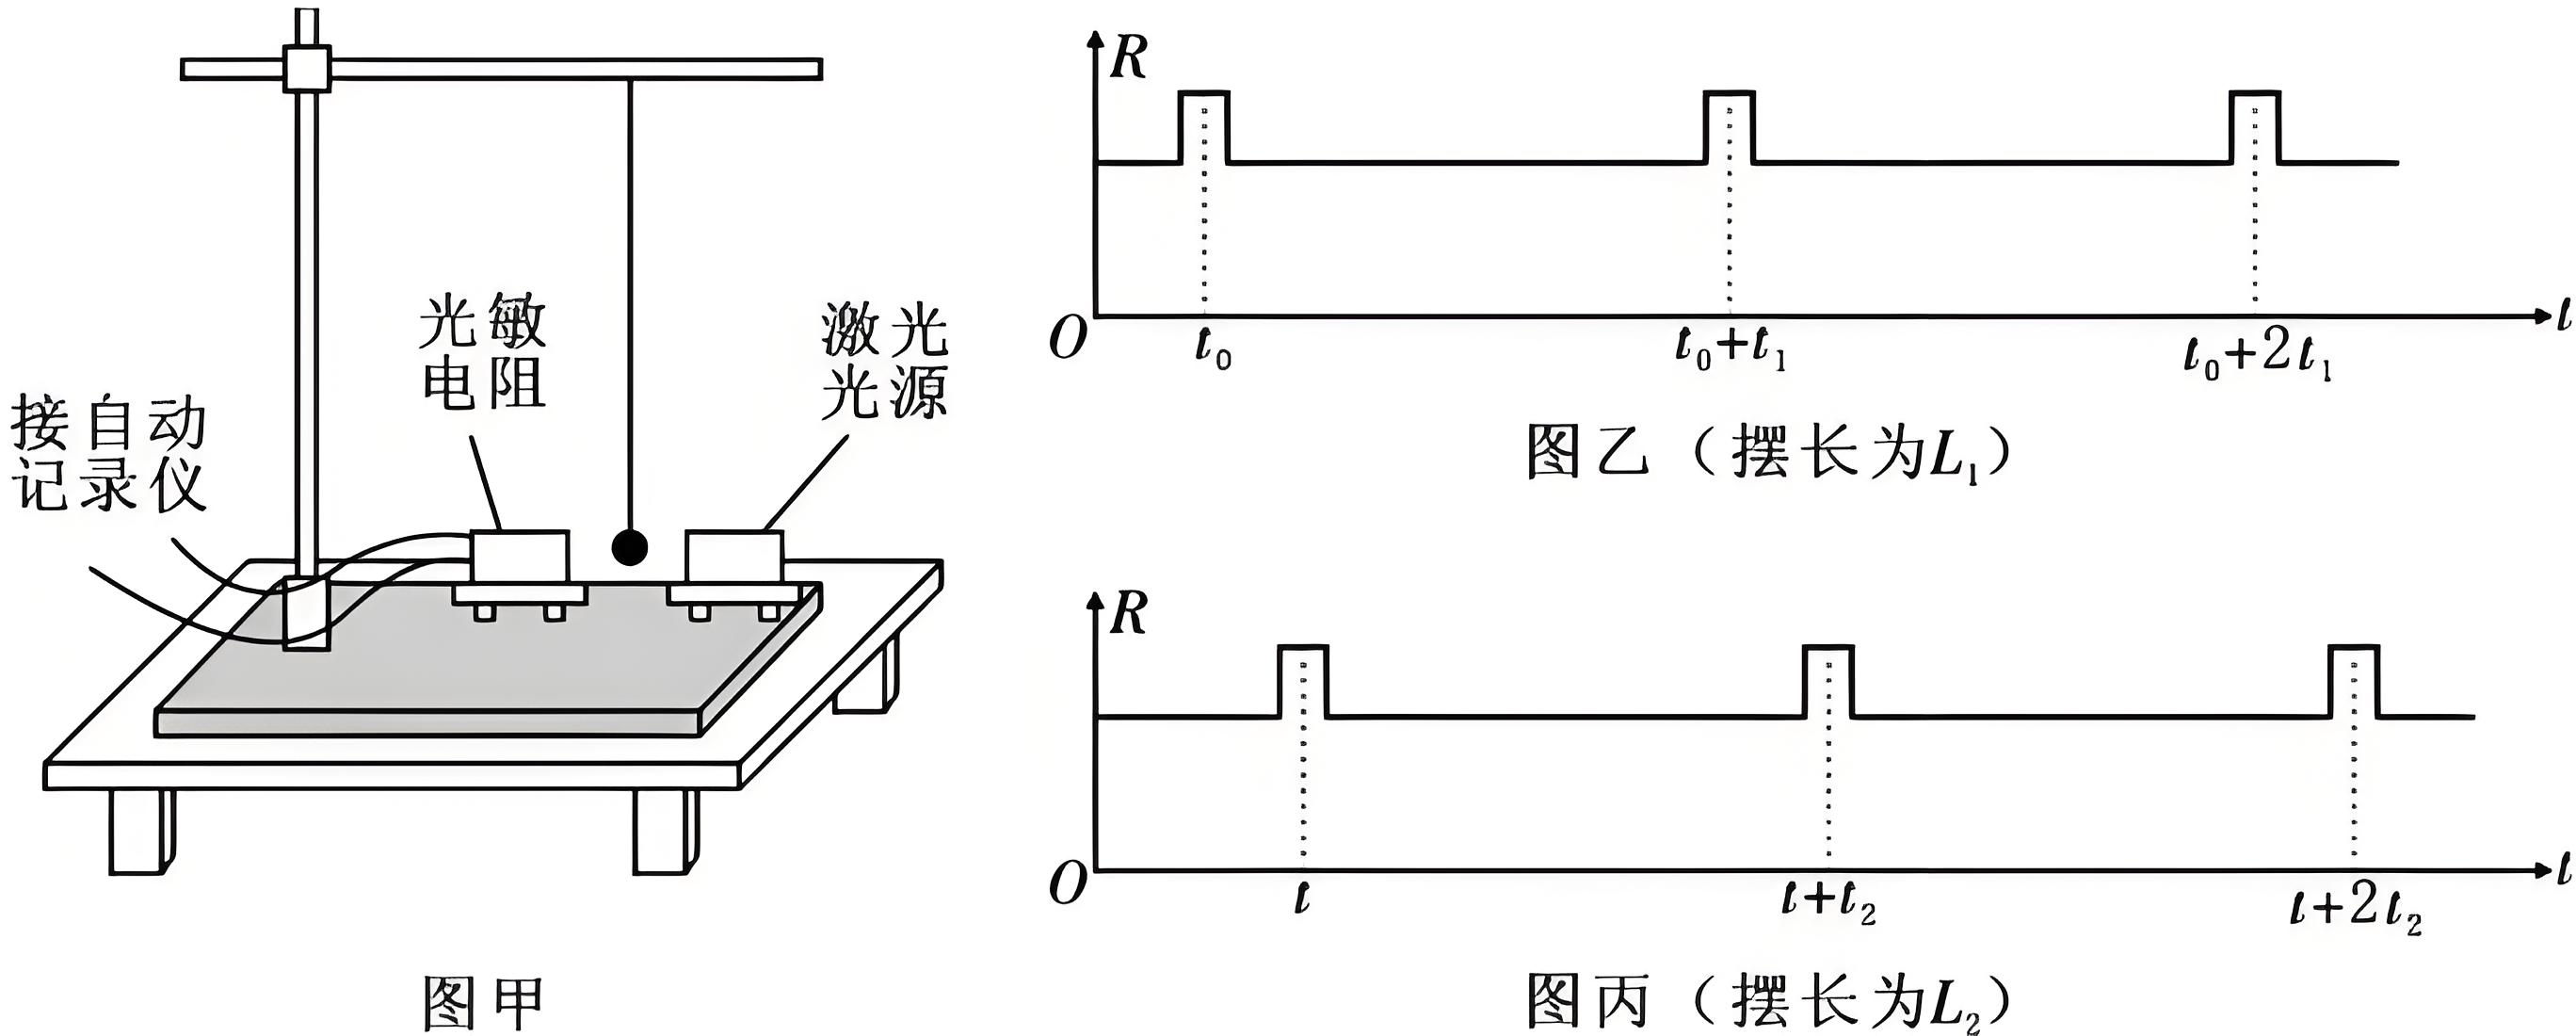 光敏
电阻
激光
光源
接自动
记录仪
图甲
R
O
t₀
t₀+t₁
t₀+2t₁
t
图乙（摆长为L₁）
R
O
t
t+t₂
t+2t₂
t
图丙（摆长为L₂）